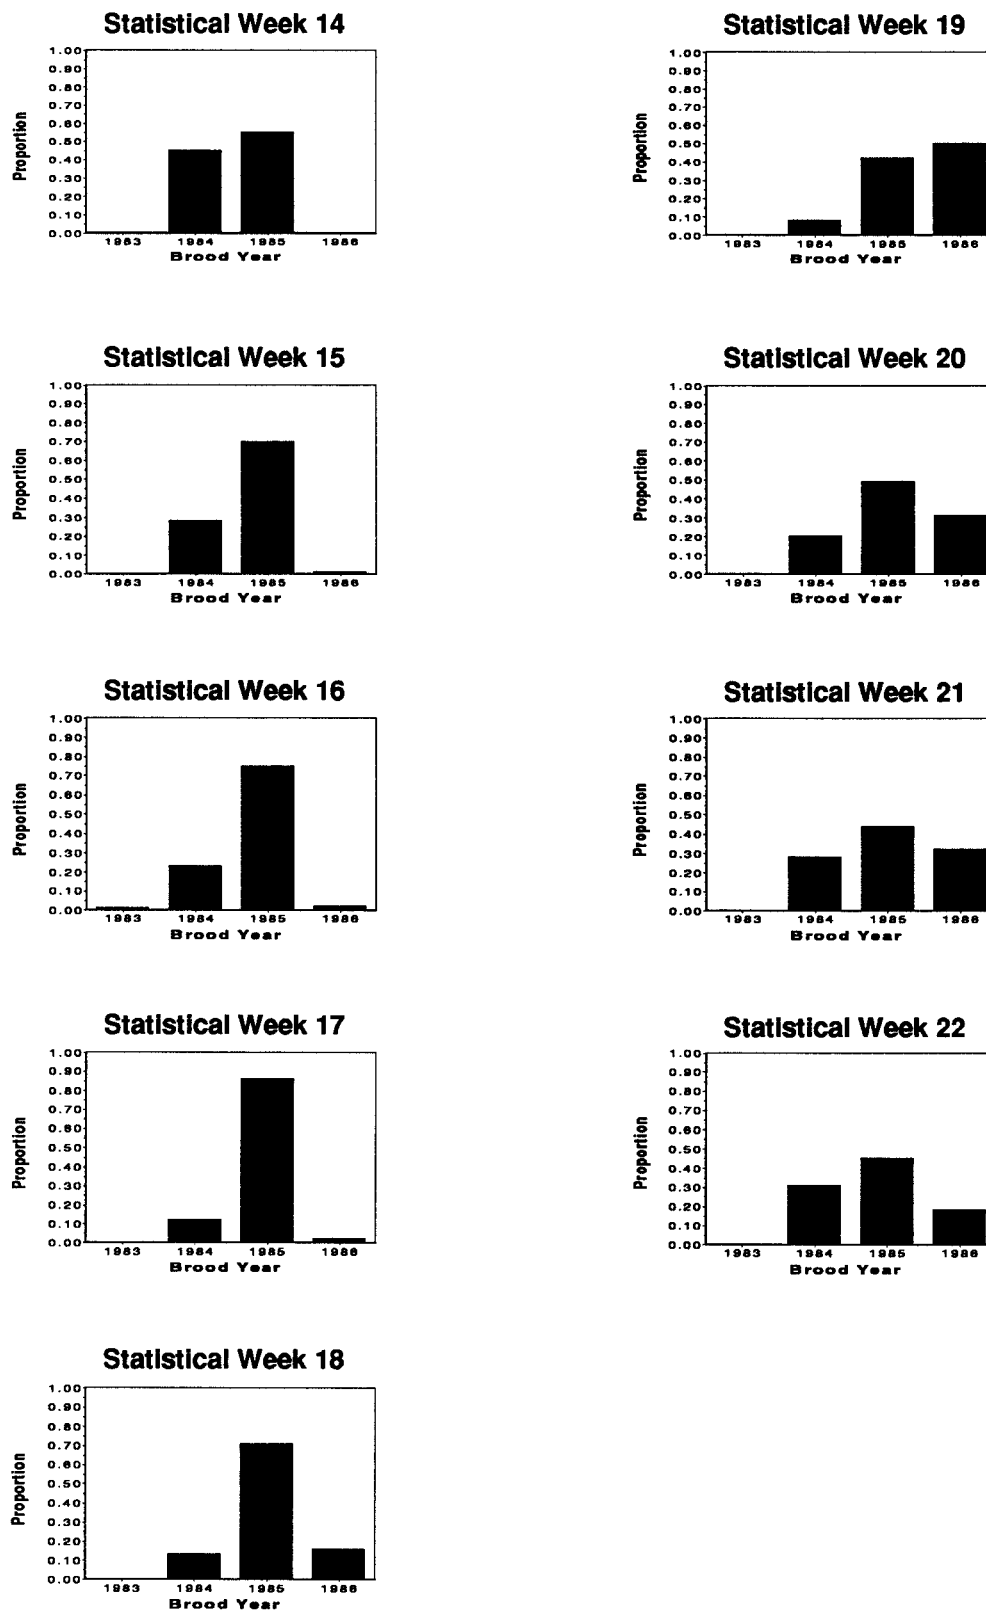 Statistical Week 14
1.00
0.90
0.80
0.70
0.60
0.50
0.40
0.30
0.20
0.10
0.00
Proportion
1983 1984 1985 1986
Brood Year
Statistical Week 15
1.00
0.90
0.80
0.70
0.60
0.50
0.40
0.30
0.20
0.10
0.00
Proportion
1983 1984 1985 1986
Brood Year
Statistical Week 16
1.00
0.90
0.80
0.70
0.60
0.50
0.40
0.30
0.20
0.10
0.00
Proportion
1983 1984 1985 1986
Brood Year
Statistical Week 17
1.00
0.90
0.80
0.70
0.60
0.50
0.40
0.30
0.20
0.10
0.00
Proportion
1983 1984 1985 1986
Brood Year
Statistical Week 18
1.00
0.90
0.80
0.70
0.60
0.50
0.40
0.30
0.20
0.10
0.00
Proportion
1983 1984 1985 1986
Brood Year
Statistical Week 19
1.00
0.90
0.80
0.70
0.60
0.50
0.40
0.30
0.20
0.10
0.00
Proportion
1983 1984 1985 1986
Brood Year
Statistical Week 20
1.00
0.90
0.80
0.70
0.60
0.50
0.40
0.30
0.20
0.10
0.00
Proportion
1983 1984 1985 1986
Brood Year
Statistical Week 21
1.00
0.90
0.80
0.70
0.60
0.50
0.40
0.30
0.20
0.10
0.00
Proportion
1983 1984 1985 1986
Brood Year
Statistical Week 22
1.00
0.90
0.80
0.70
0.60
0.50
0.40
0.30
0.20
0.10
0.00
Proportion
1983 1984 1985 1986
Brood Year